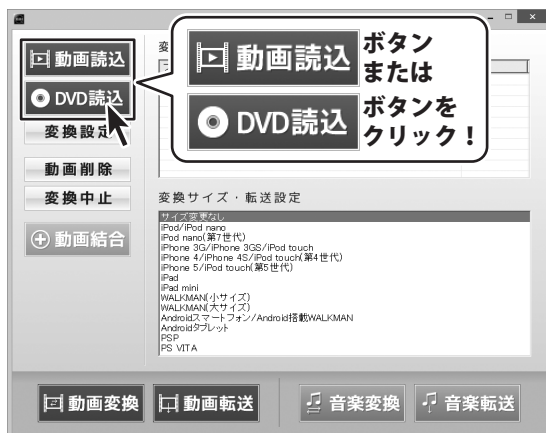 動画読込
DVD読込
変換設定
動画削除
変換中止
動画結合
動画読込 ボタン
または
DVD読込 ボタンを
クリック！
変換サイズ・転送設定
サイズ変更なし
iPod/iPod nano
iPod nano(第7世代)
iPhone 3G/iPhone 3GS/iPod touch
iPhone 4/iPhone 4S/iPod touch(第4世代)
iPhone 5/iPod touch(第5世代)
iPad
iPad mini
WALKMAN(小サイズ)
WALKMAN(大サイズ)
Androidスマートフォン/Android搭載WALKMAN
Androidタブレット
PSP
PS VITA
動画変換
動画転送
音楽変換
音楽転送